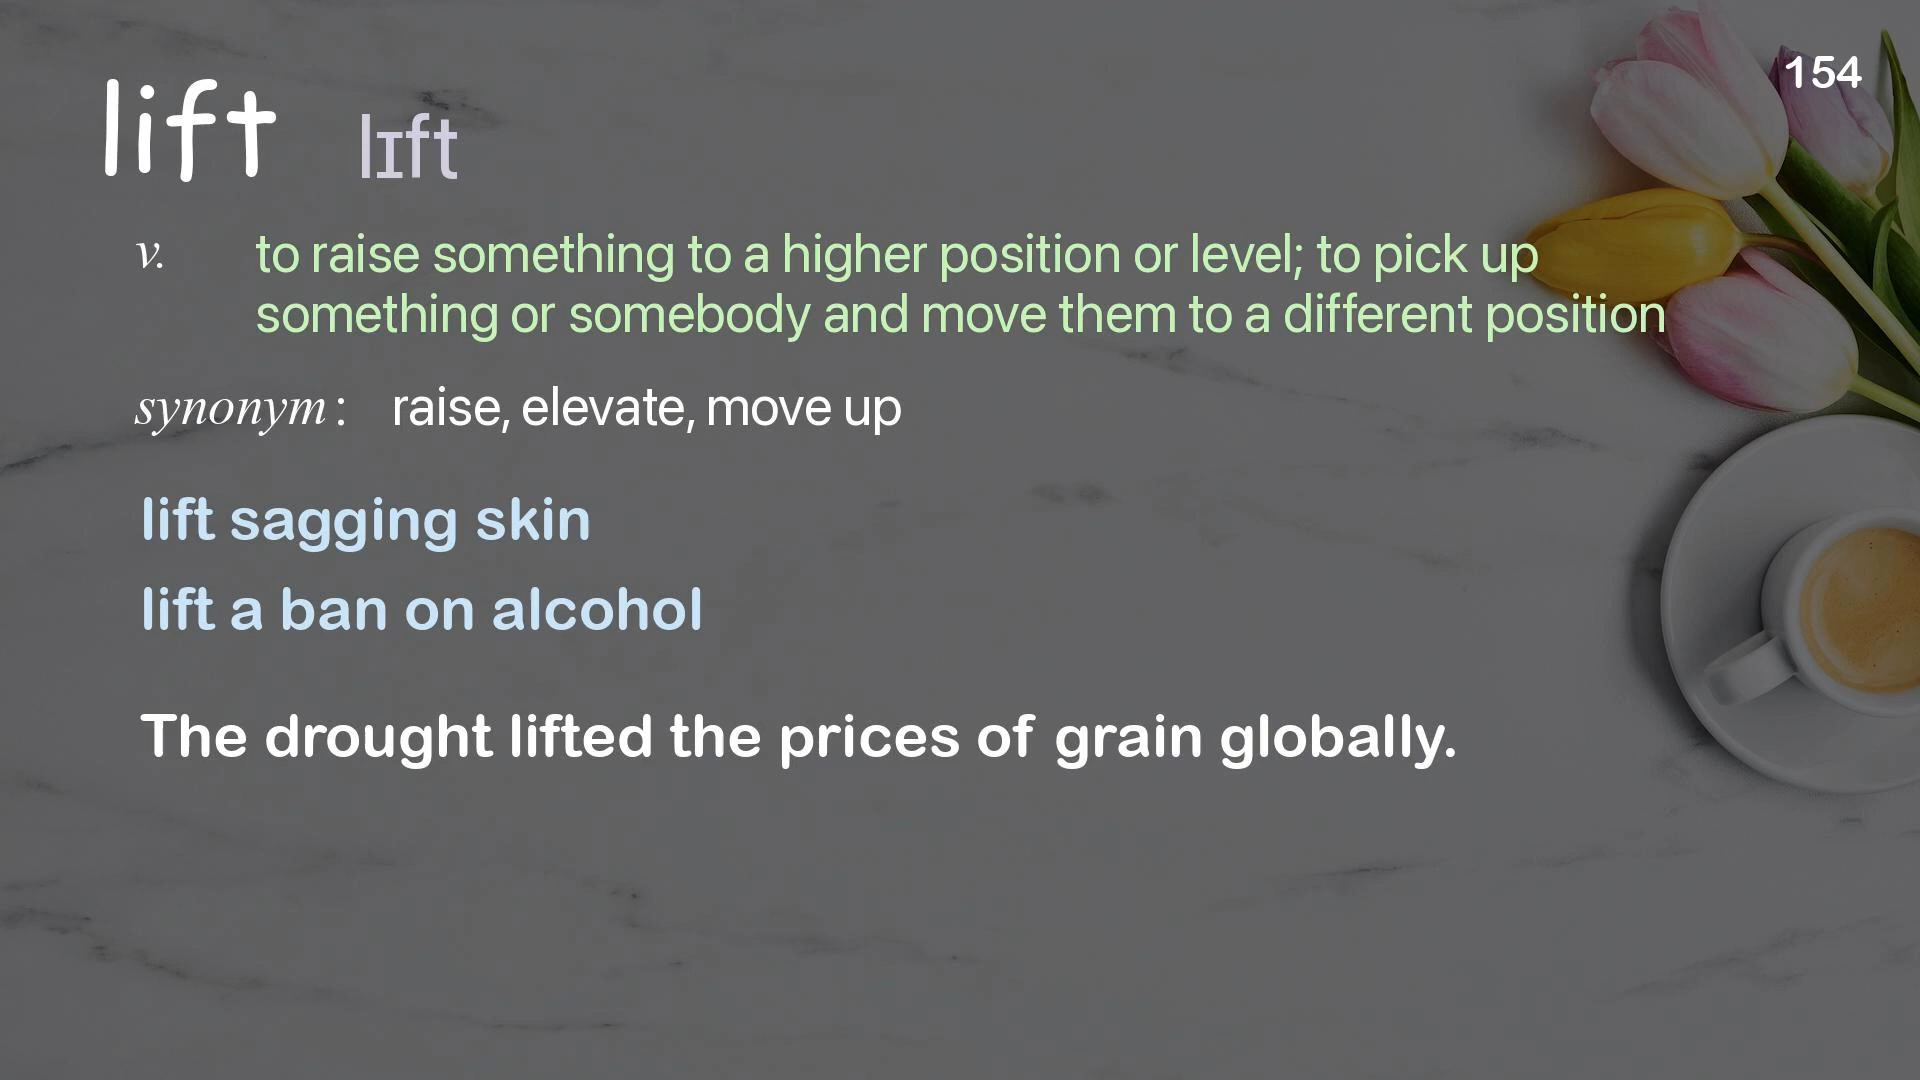 154
lift lɪft
v. to raise something to a higher position or level; to pick up
something or somebody and move them to a different position
synonym: raise, elevate, move up
lift sagging skin
lift a ban on alcohol
The drought lifted the prices of grain globally.